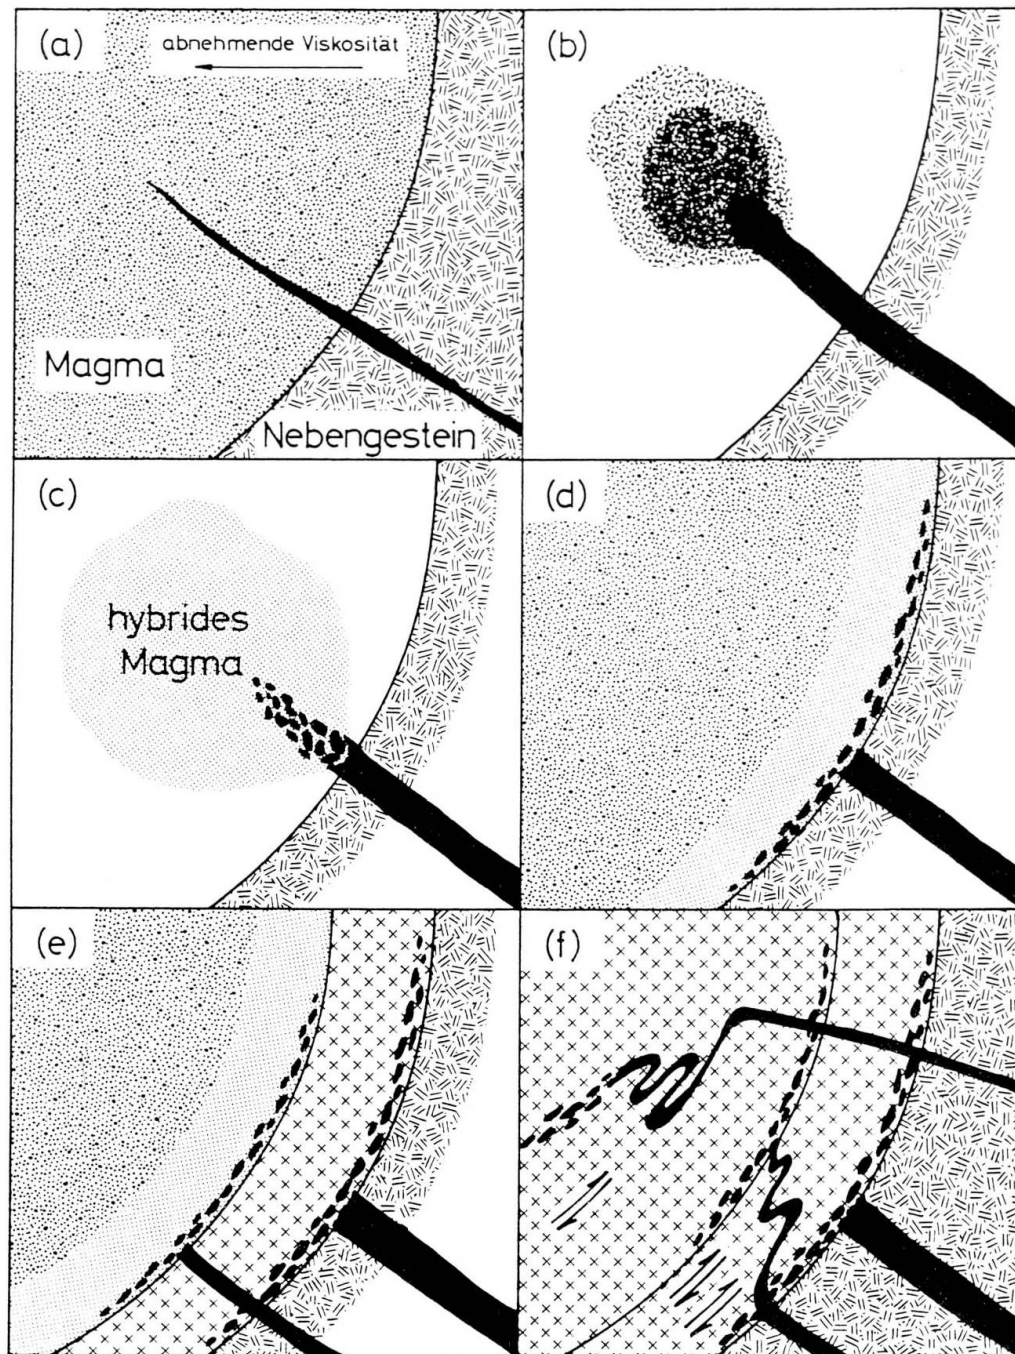 (a)
abnehmende Viskosität
Magma
Nebengestein
(b)
(c)
hybrides
Magma
(d)
(e)
(f)